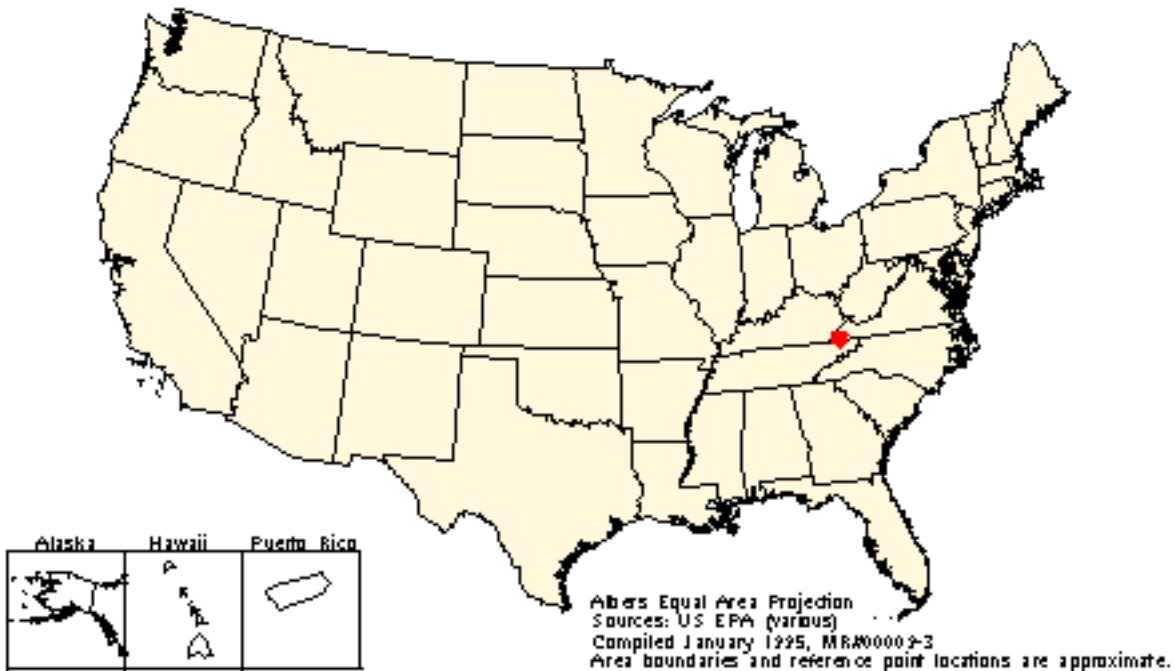 Alaska Hawaii Puerto Rico
Albers Equal Area Projection
Sources: US EPA (various)
Compiled January 1995, MR#00009-3
Area boundaries and reference point locations are approximate.